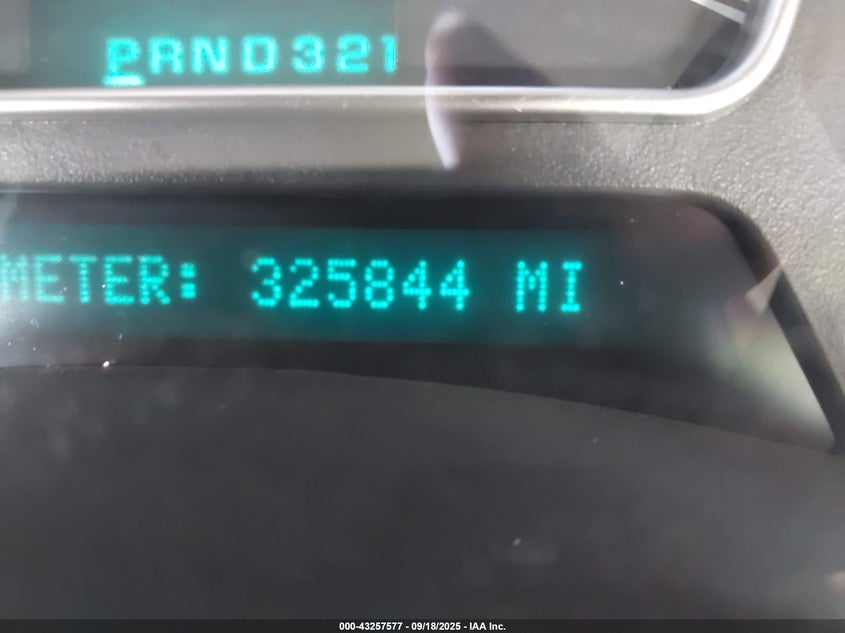 PRND321
METER: 325844 MI
000-43257577 - 09/18/2025 - IAA Inc.